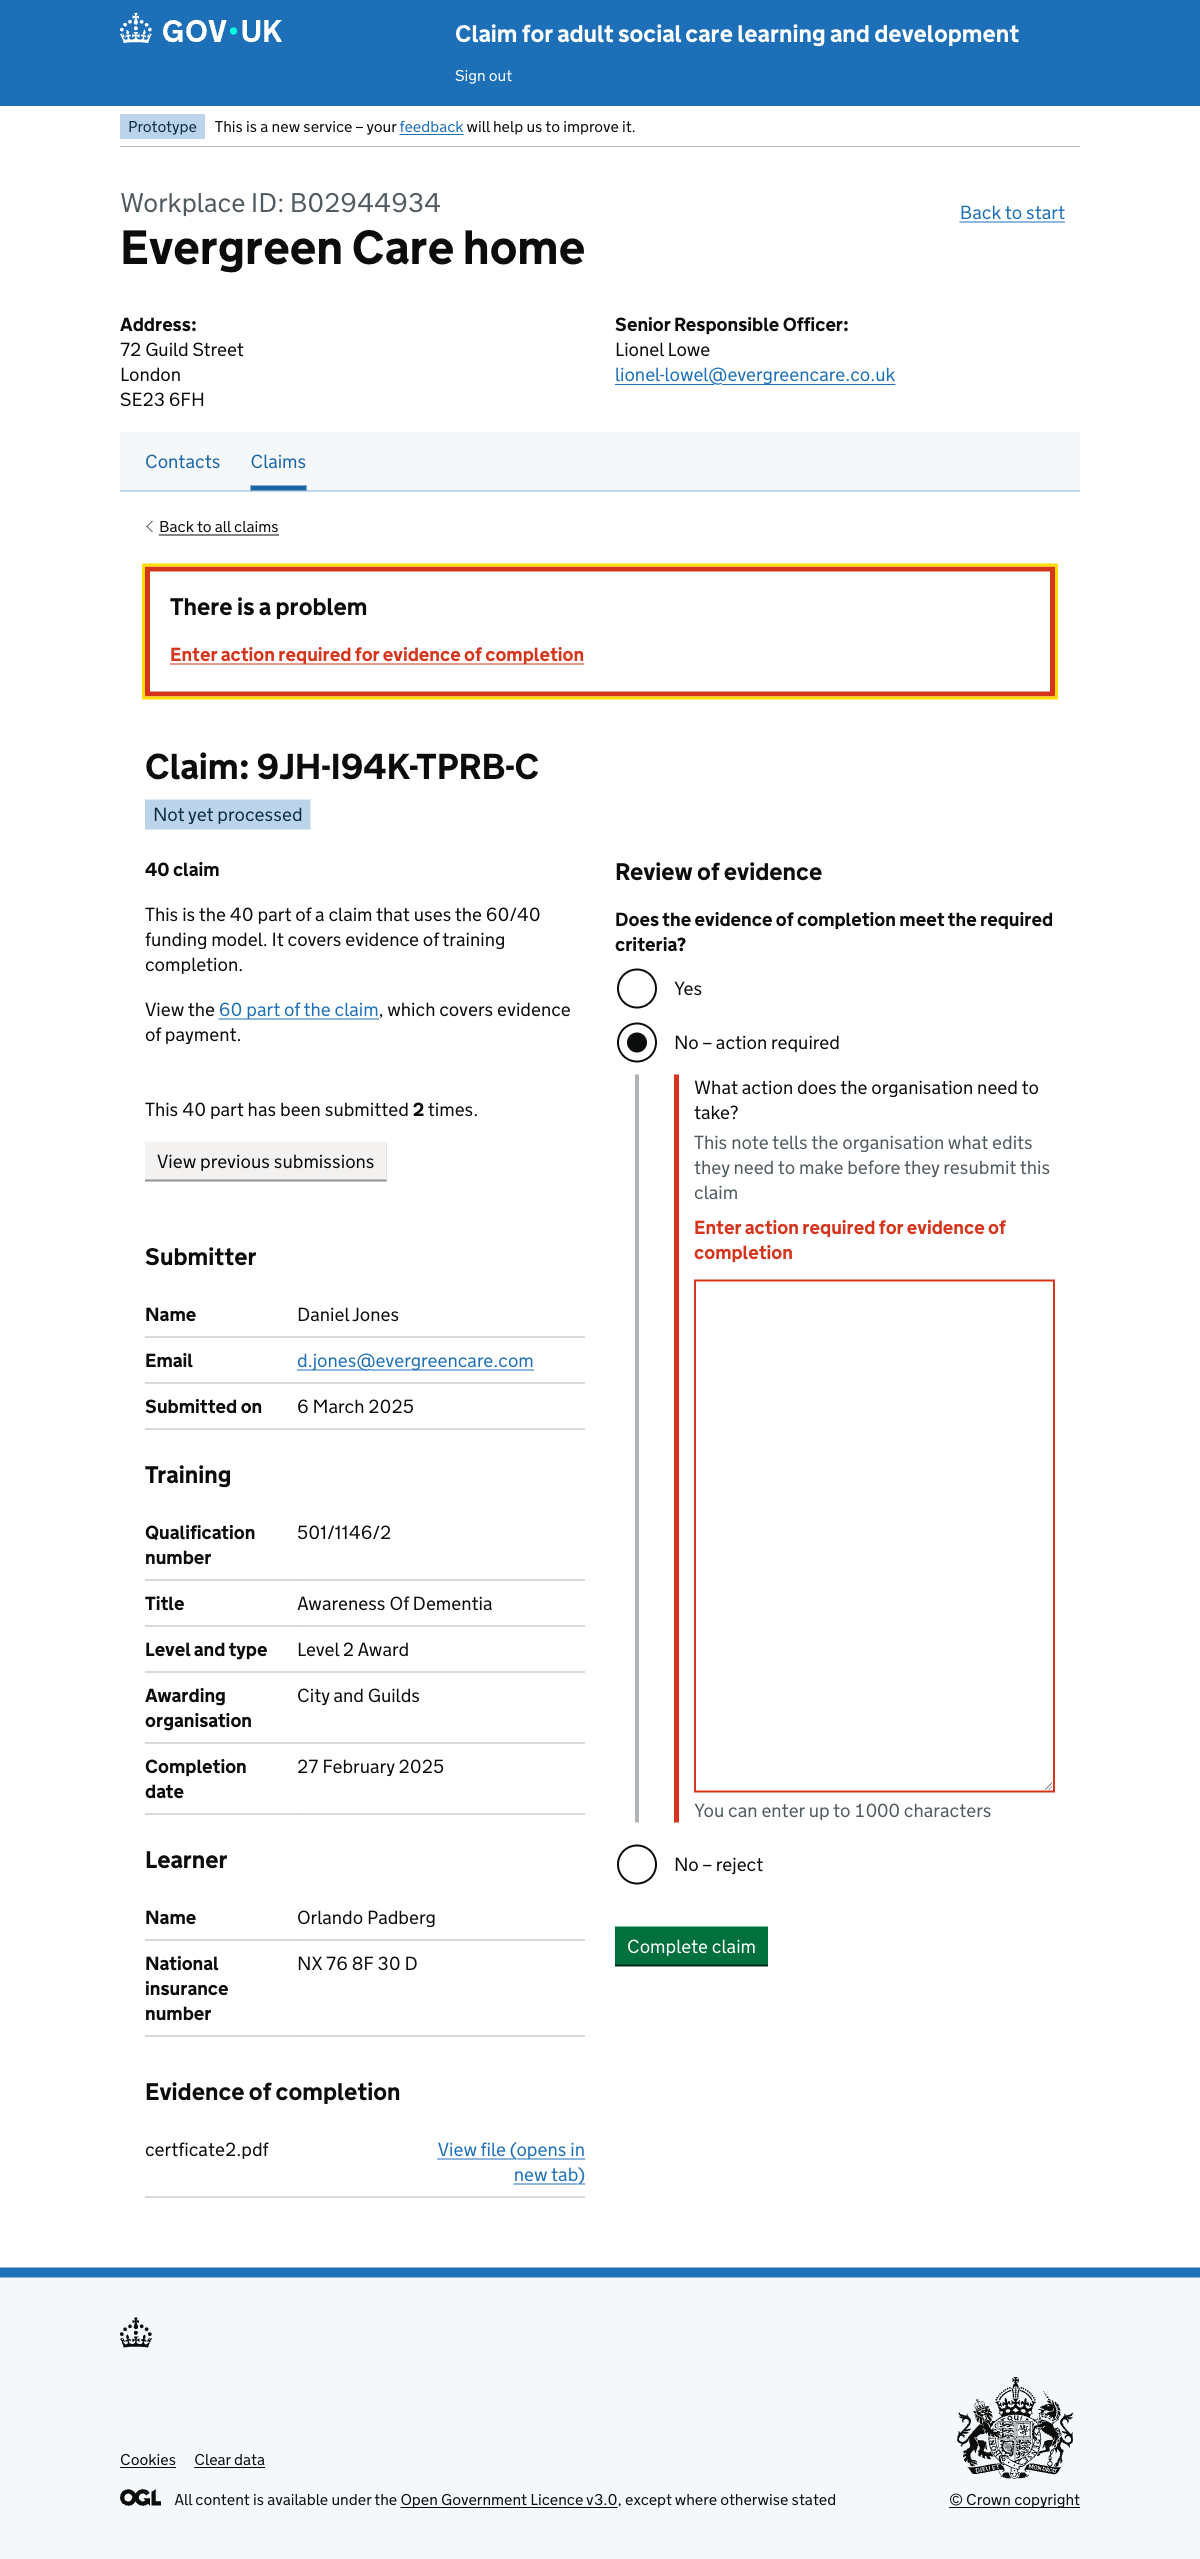 GOV·UK
Claim for adult social care learning and development
Sign out
Prototype
This is a new service – your feedback will help us to improve it.
Workplace ID: B02944934
Evergreen Care home
Back to start
Address:
72 Guild Street
London
SE23 6FH
Senior Responsible Officer:
Lionel Lowe
lionel-lowel@evergreencare.co.uk
Contacts
Claims
Back to all claims
There is a problem
Enter action required for evidence of completion
Claim: 9JH-I94K-TPRB-C
Not yet processed
40 claim
This is the 40 part of a claim that uses the 60/40
funding model. It covers evidence of training
completion.
View the 60 part of the claim, which covers evidence
of payment.
This 40 part has been submitted 2 times.
View previous submissions
Submitter
Name Daniel Jones
Email d.jones@evergreencare.com
Submitted on 6 March 2025
Training
Qualification 501/1146/2
number
Title Awareness Of Dementia
Level and type Level 2 Award
Awarding City and Guilds
organisation
Completion 27 February 2025
date
Learner
Name Orlando Padberg
National NX 76 8F 30 D
insurance
number
Evidence of completion
certficate2.pdf View file (opens in
new tab)
Review of evidence
Does the evidence of completion meet the required
criteria?
Yes
No – action required
What action does the organisation need to
take?
This note tells the organisation what edits
they need to make before they resubmit this
claim
Enter action required for evidence of
completion
You can enter up to 1000 characters
No – reject
Complete claim
Cookies
Clear data
OGL
All content is available under the Open Government Licence v3.0, except where otherwise stated
© Crown copyright